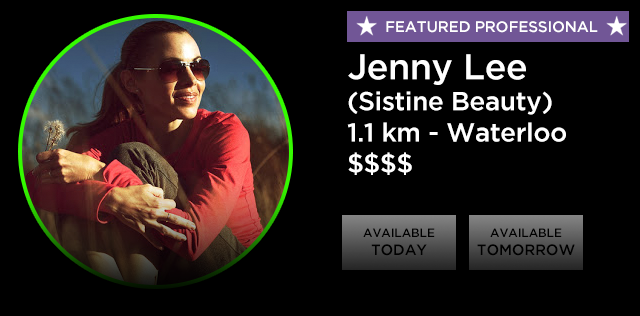 FEATURED PROFESSIONAL
Jenny Lee
(Sistine Beauty)
1.1 km - Waterloo
$$$$
AVAILABLE
TODAY
AVAILABLE
TOMORROW